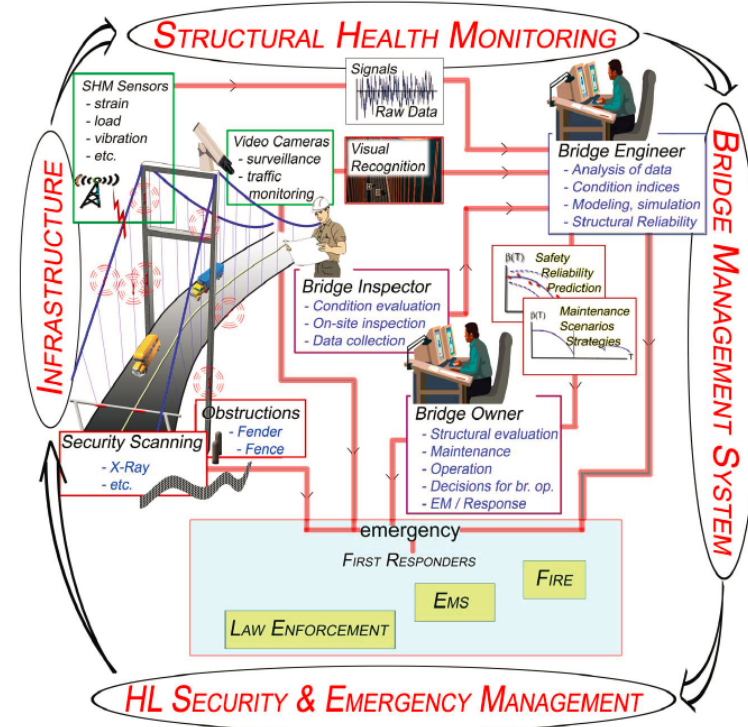 STRUCTURAL HEALTH MONITORING
SHM Sensors
- strain
- load
- vibration
- etc.
Signals
Raw Data
Video Cameras
- surveillance
- traffic
monitoring
Visual
Recognition
Bridge Engineer
- Analysis of data
- Condition indices
- Modeling, simulation
- Structural Reliability
BRIDGE MANAGEMENT SYSTEM
INFRASTRUCTURE
Bridge Inspector
- Condition evaluation
- On-site inspection
- Data collection
β(T)
Safety
Reliability
Prediction
β(T)
Maintenance
Scenarios
Strategies
T
Bridge Owner
- Structural evaluation
- Maintenance
- Operation
- Decisions for br. op.
- EM / Response
Obstructions
- Fender
- Fence
Security Scanning
- X-Ray
- etc.
emergency
FIRST RESPONDERS
FIRE
EMS
LAW ENFORCEMENT
HL SECURITY & EMERGENCY MANAGEMENT